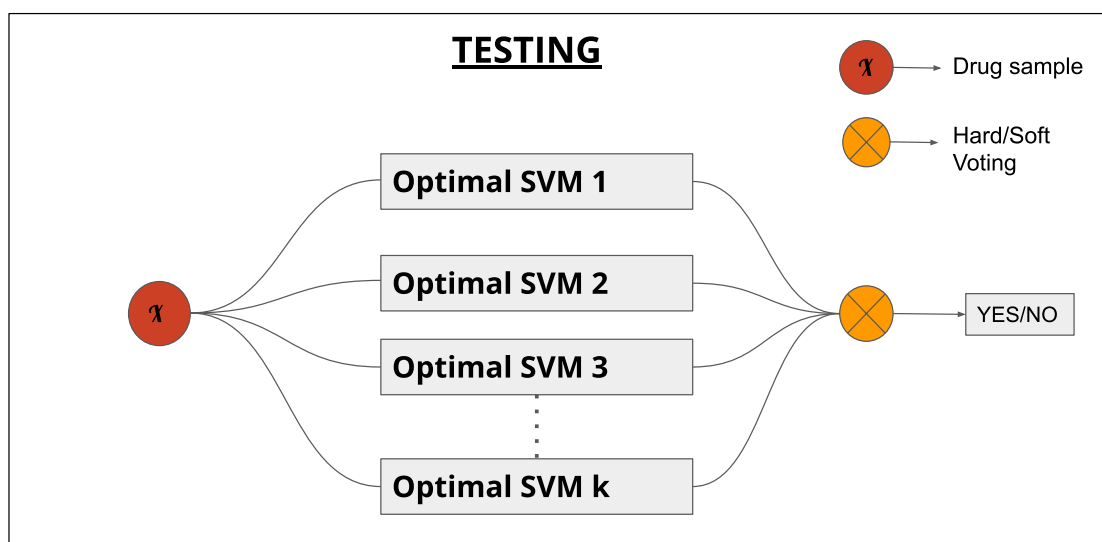 TESTING
𝒳
Drug sample
Hard/Soft
Voting
Optimal SVM 1
Optimal SVM 2
𝒳
YES/NO
Optimal SVM 3
Optimal SVM k